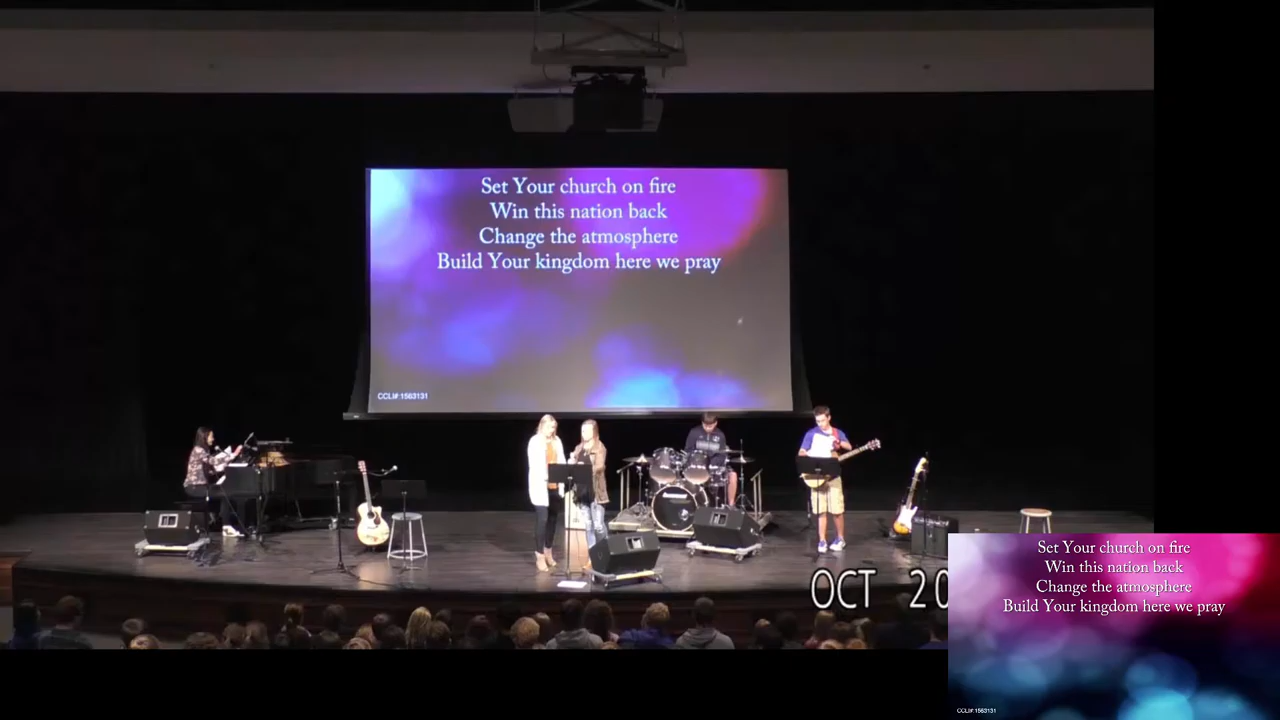 Set Your church on fire
Win this nation back
Change the atmosphere
Build Your kingdom here we pray
CCLI#:1563131
OCT 20
Set Your church on fire
Win this nation back
Change the atmosphere
Build Your kingdom here we pray
CCLI#:1563131